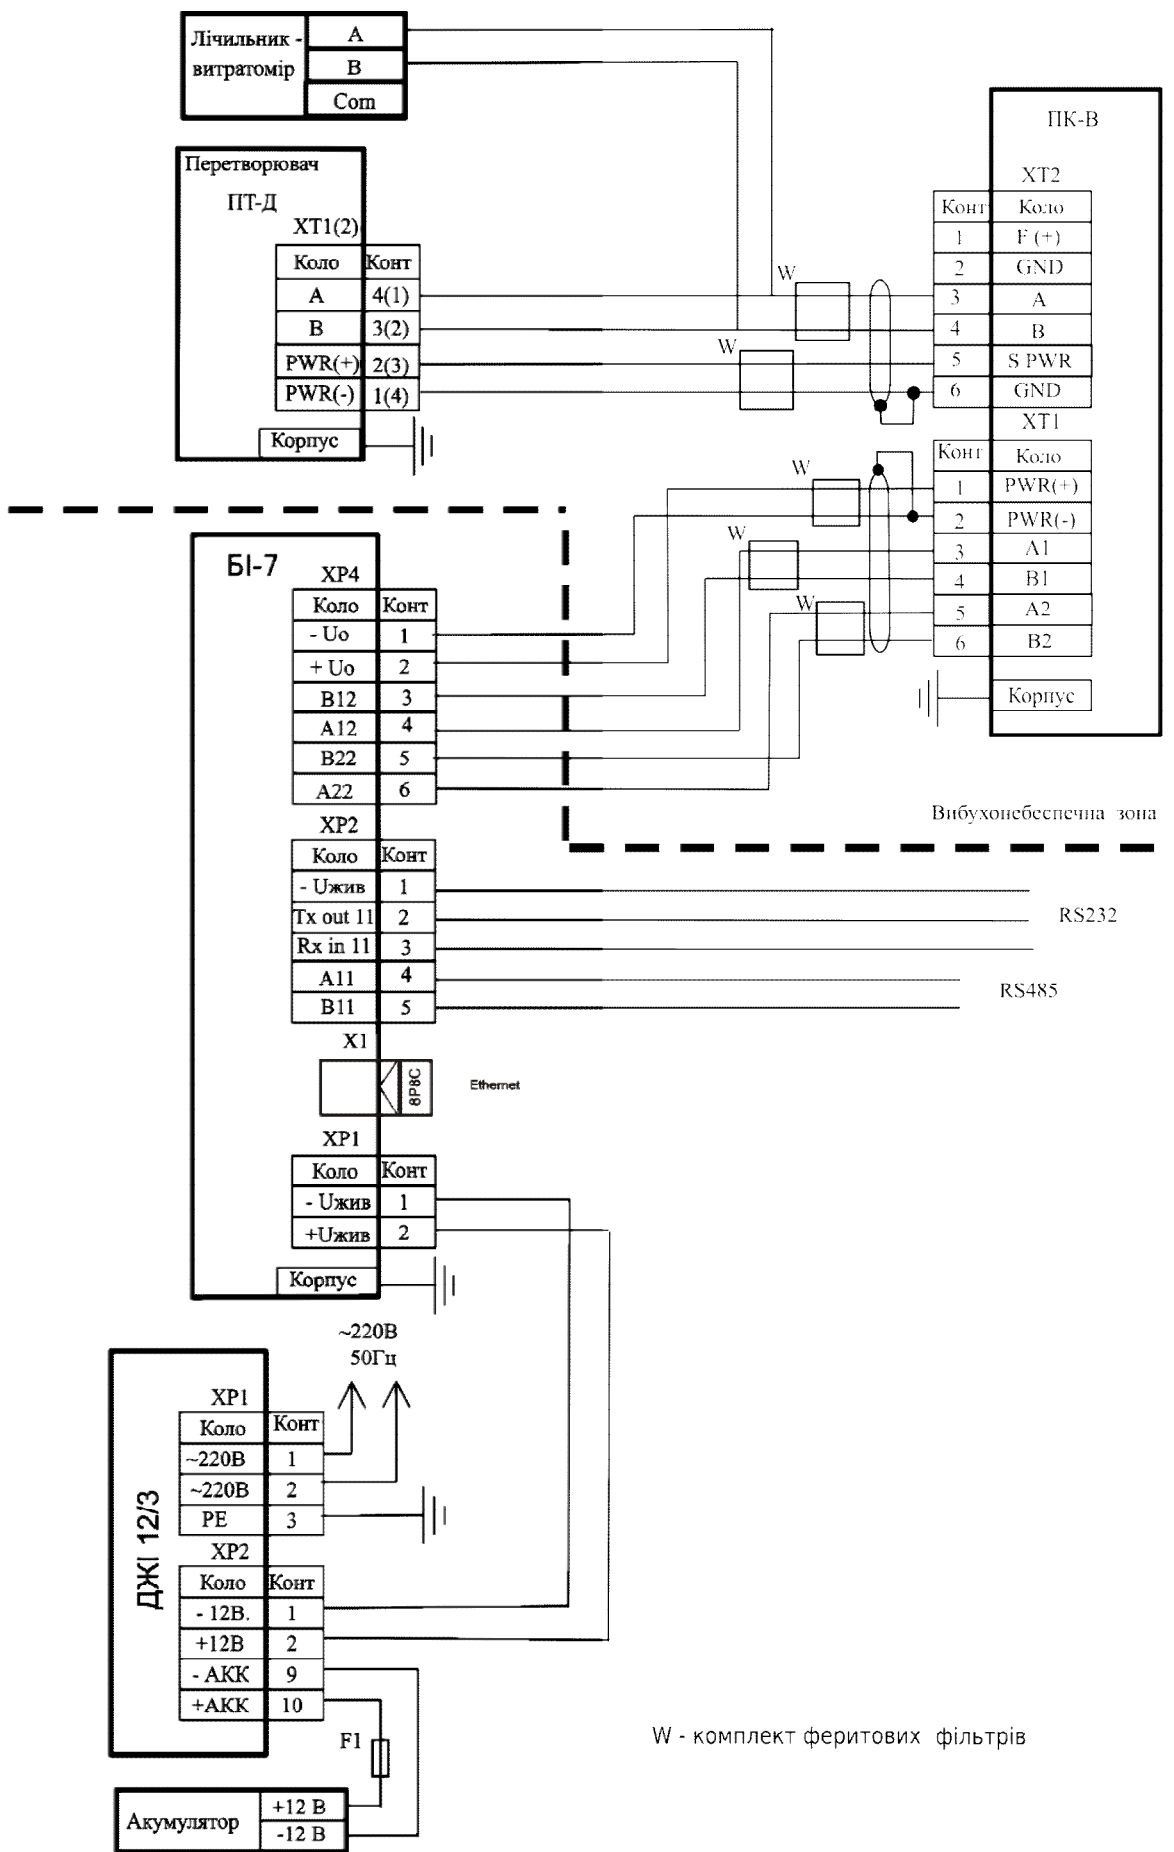 Лічильник -
витратомір
A
B
Com
Перетворювач
ПТ-Д
XT1(2)
Коло Конт
A 4(1)
B 3(2)
PWR(+) 2(3)
PWR(-) 1(4)
Корпус
W
W
ПК-В
XT2
Конт Коло
1 F (+)
2 GND
3 A
4 B
5 S PWR
6 GND
XT1
Конт Коло
1 PWR(+)
2 PWR(-)
3 A1
4 B1
5 A2
6 B2
Корпус
W
W
W
Вибухонебеспечна зона
БІ-7
XP4
Коло Конт
- Uo 1
+ Uo 2
B12 3
A12 4
B22 5
A22 6
XP2
Коло Конт
- Uжив 1
Tx out 11 2
Rx in 11 3
A11 4
B11 5
RS232
RS485
X1
8P8C
Ethernet
XP1
Коло Конт
- Uжив 1
+Uжив 2
Корпус
~220В
50Гц
ДЖІ 12/3
XP1
Коло Конт
~220В 1
~220В 2
PE 3
XP2
Коло Конт
- 12В. 1
+12В 2
- АКК 9
+АКК 10
F1
Акумулятор
+12 В
-12 В
W - комплект феритових фільтрів